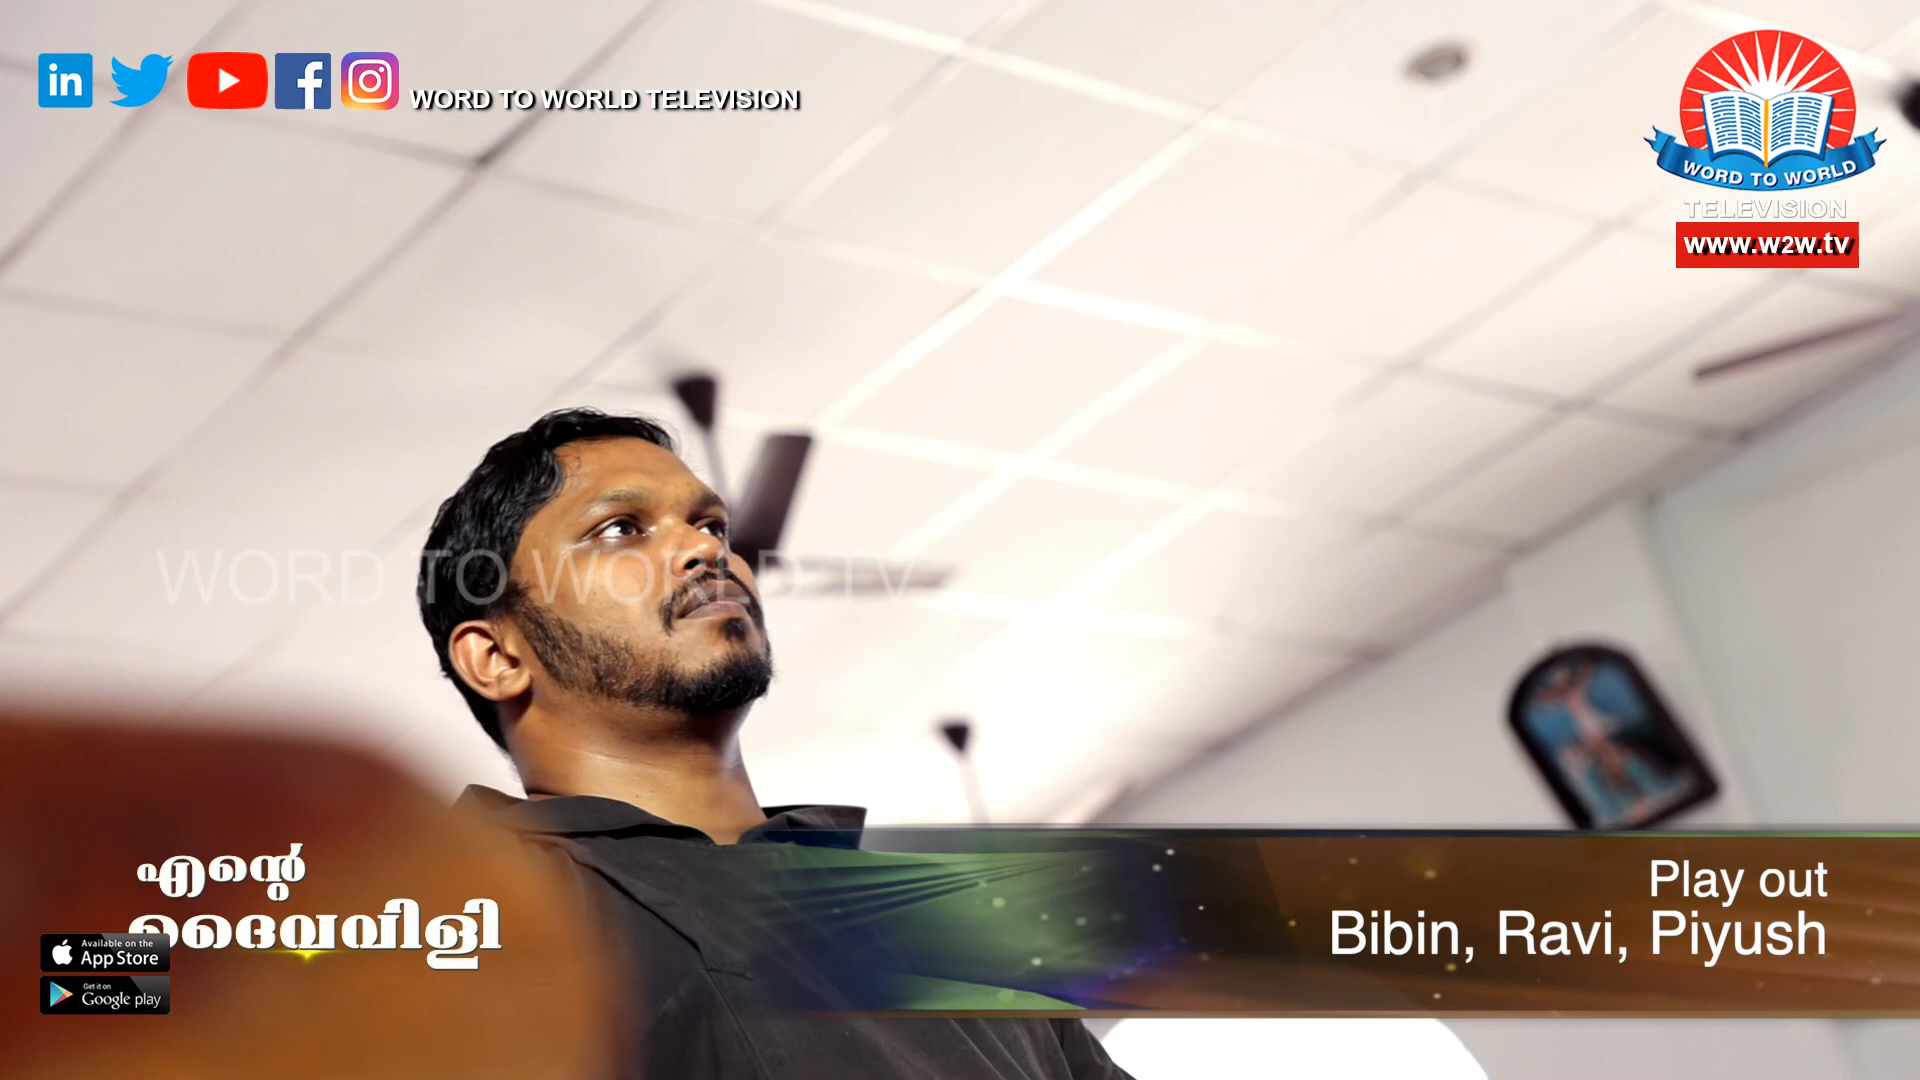 in
f
WORD TO WORLD TELEVISION
WORD TO WORLD
TELEVISION
www.w2w.tv
WORD TO WORLD TV
എന്റെ
ദൈവവിളി
Available on the
App Store
Get it on
Google play
Play out
Bibin, Ravi, Piyush